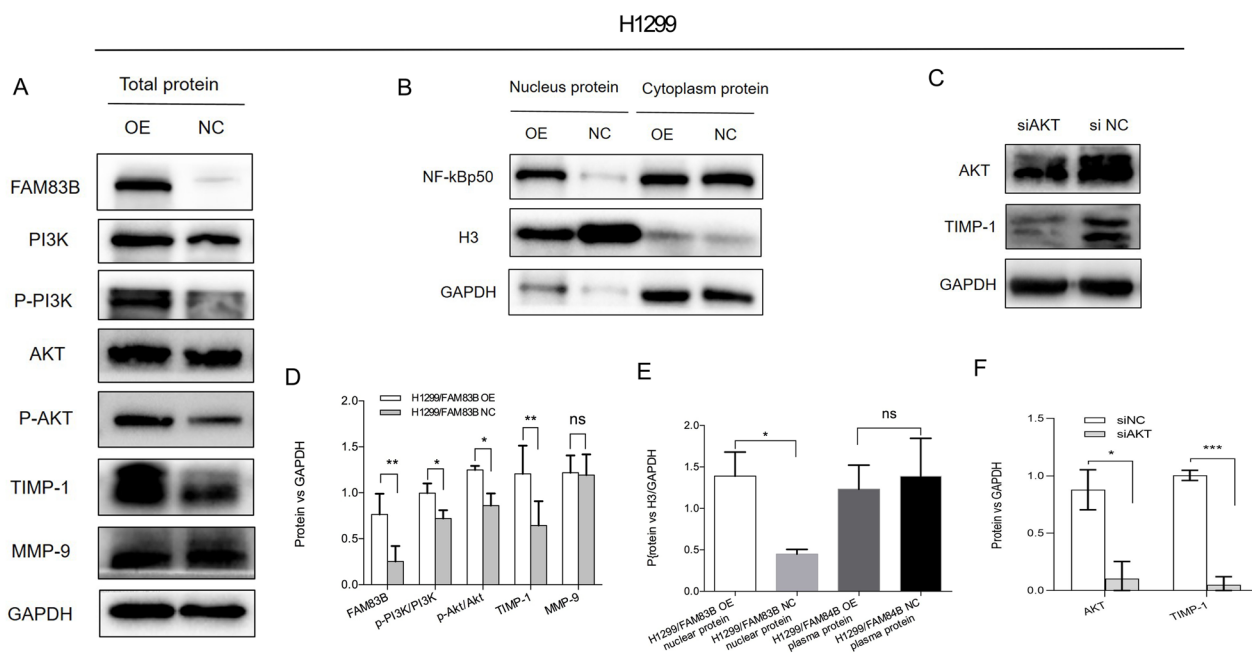 H1299
A
Total protein
OE NC
FAM83B
PI3K
P-PI3K
AKT
P-AKT
TIMP-1
MMP-9
GAPDH
B
Nucleus protein Cytoplasm protein
OE NC OE NC
NF-kBp50
H3
GAPDH
C
siAKT si NC
AKT
TIMP-1
GAPDH
D
H1299/FAM83B OE
H1299/FAM83B NC
Protein vs GAPDH
2.0
1.5
1.0
0.5
0.0
** * * ** ns
FAM83B p-PI3K/PI3K p-Akt/Akt TIMP-1 MMP-9
E
P{rotein vs H3/GAPDH
2.0
1.5
1.0
0.5
0.0
* ns
H1299/FAM83B OE
nuclear protein
H1299/FAM83B NC
nuclear protein
H1299/FAM84B OE
plasma protein
H1299/FAM84B NC
plasma protein
F
siNC
siAKT
Protein vs GAPDH
1.5
1.0
0.5
0.0
* ***
AKT TIMP-1